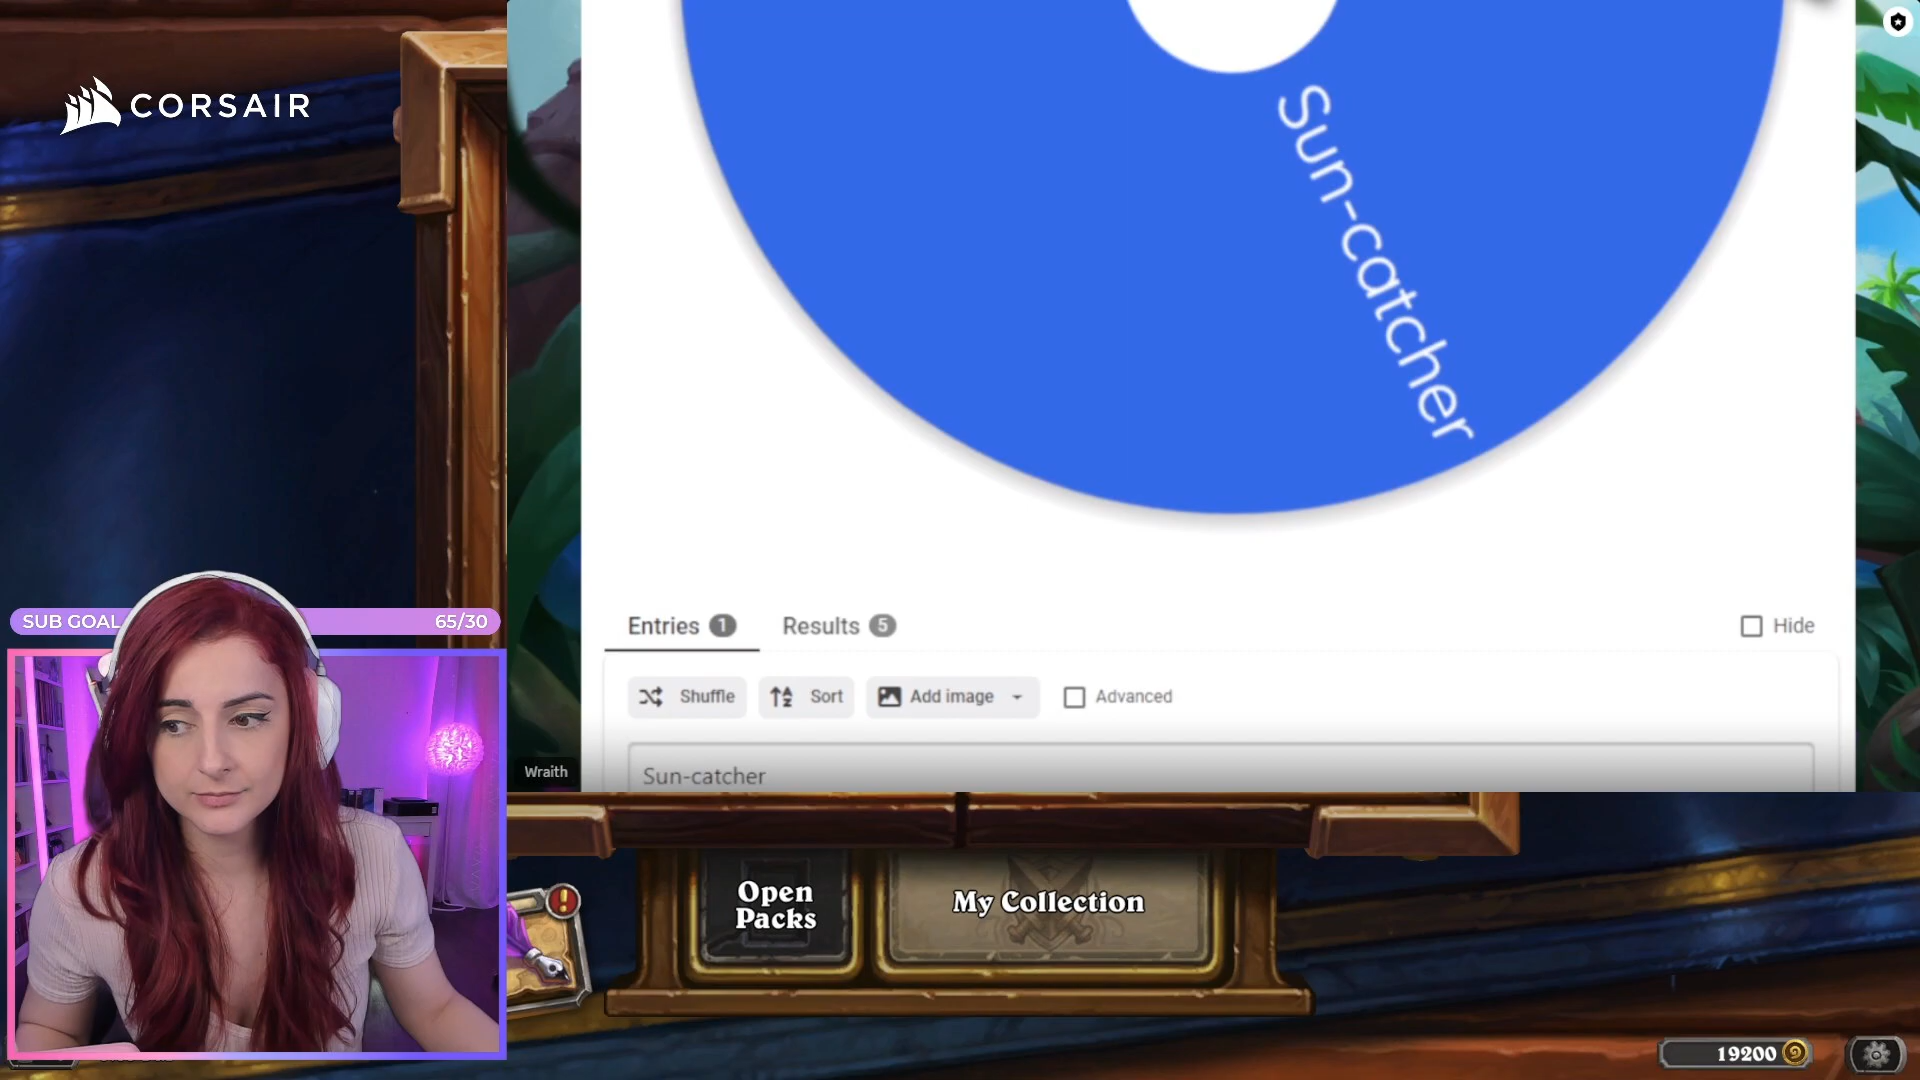 CORSAIR
Sun-catcher
SUB GOAL
65/30
Entries 1
Results 5
Hide
Shuffle
Sort
Add image
Advanced
Sun-catcher
Wraith
Open
Packs
My Collection
19200